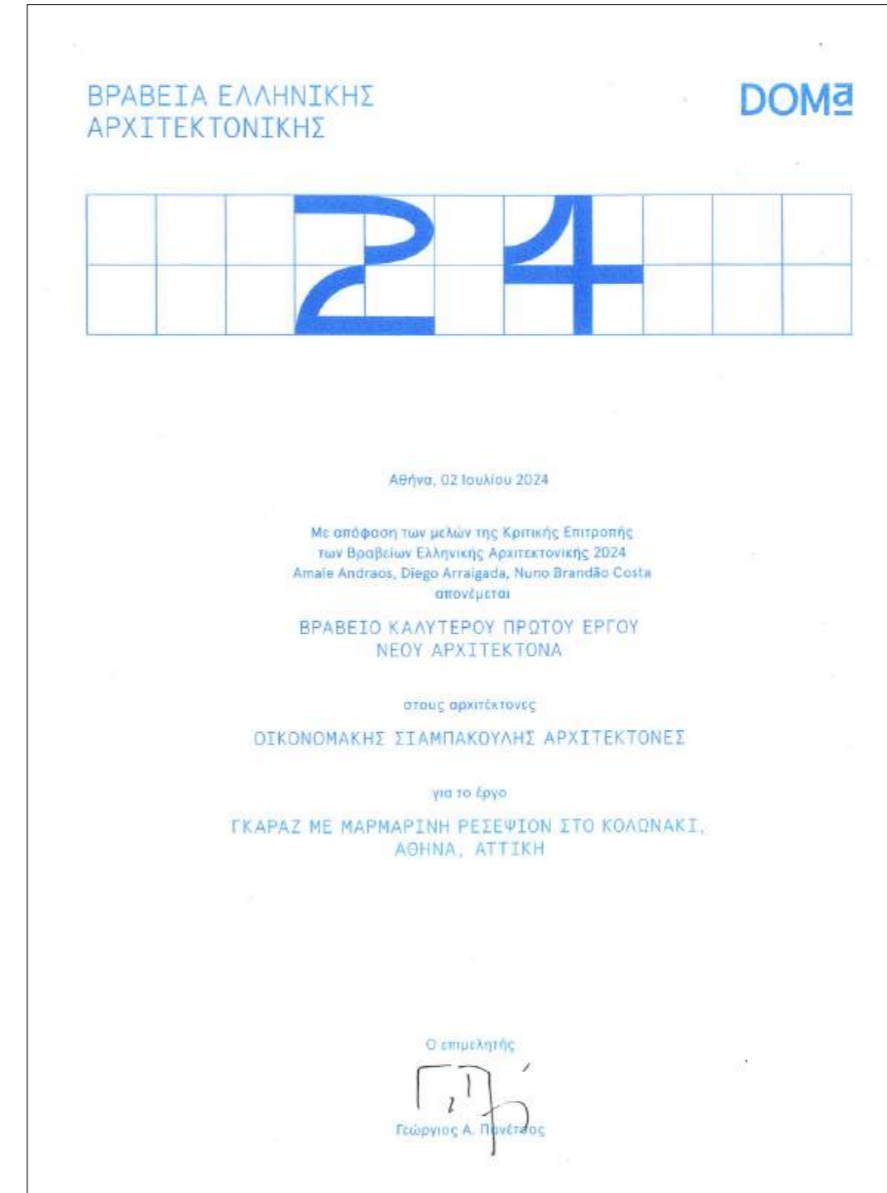 ΒΡΑΒΕΙΑ ΕΛΛΗΝΙΚΗΣ
ΑΡΧΙΤΕΚΤΟΝΙΚΗΣ
DOMa
24
Αθήνα, 02 Ιουλίου 2024
Με απόφαση των μελών της Κριτικής Επιτροπής
των Βραβείων Ελληνικής Αρχιτεκτονικής 2024
Amale Andraos, Diego Arraigada, Nuno Brandão Costa
απονέμεται
ΒΡΑΒΕΙΟ ΚΑΛΥΤΕΡΟΥ ΠΡΩΤΟΥ ΕΡΓΟΥ
ΝΕΟΥ ΑΡΧΙΤΕΚΤΟΝΑ
στους αρχιτέκτονες
ΟΙΚΟΝΟΜΑΚΗΣ ΣΙΑΜΠΑΚΟΥΛΗΣ ΑΡΧΙΤΕΚΤΟΝΕΣ
για το έργο
ΓΚΑΡΑΖ ΜΕ ΜΑΡΜΑΡΙΝΗ ΡΕΣΕΨΙΟΝ ΣΤΟ ΚΟΛΩΝΑΚΙ,
ΑΘΗΝΑ, ΑΤΤΙΚΗ
Ο επιμελητής
Γεώργιος Α. Πανέτσος